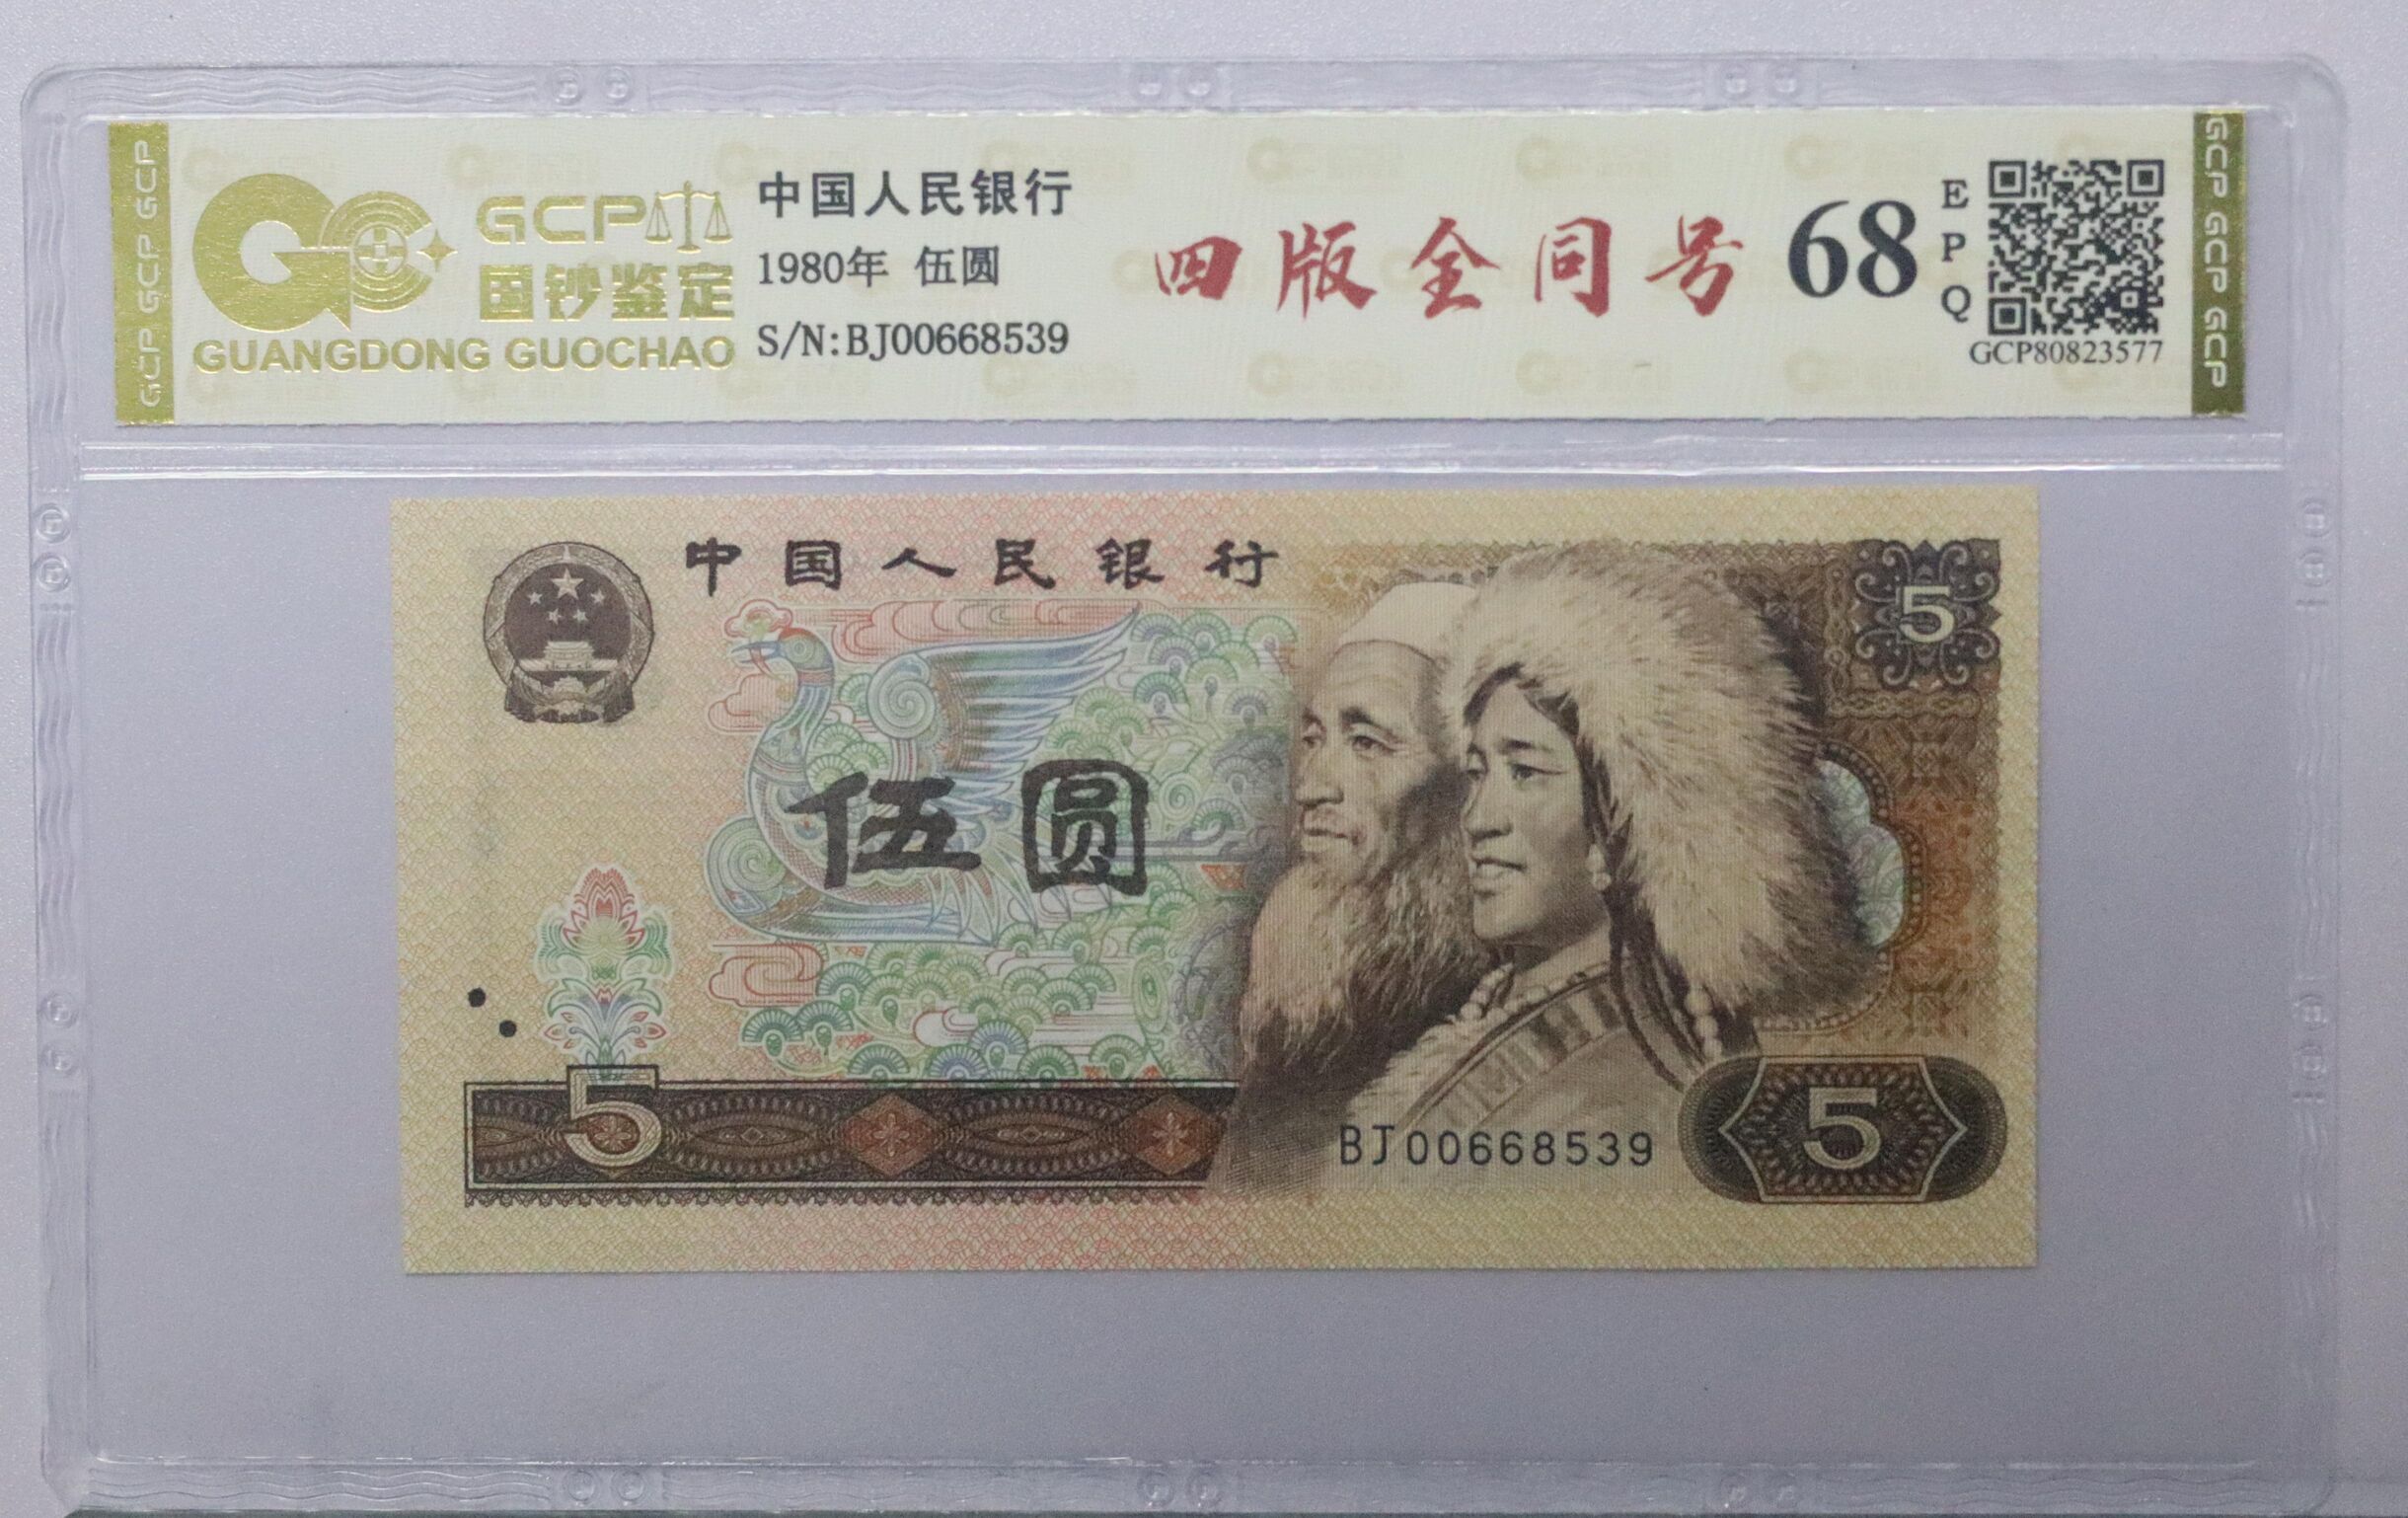 GCP GCP GCP
GCP
国钞鉴定
GUANGDONG GUOCHAO
中国人民银行
1980年 伍圆
S/N:BJ00668539
四版全同号
68
E
P
Q
GCP80823577
GCP GCP GCP
中国人民银行
5
伍圆
5
BJ00668539
5